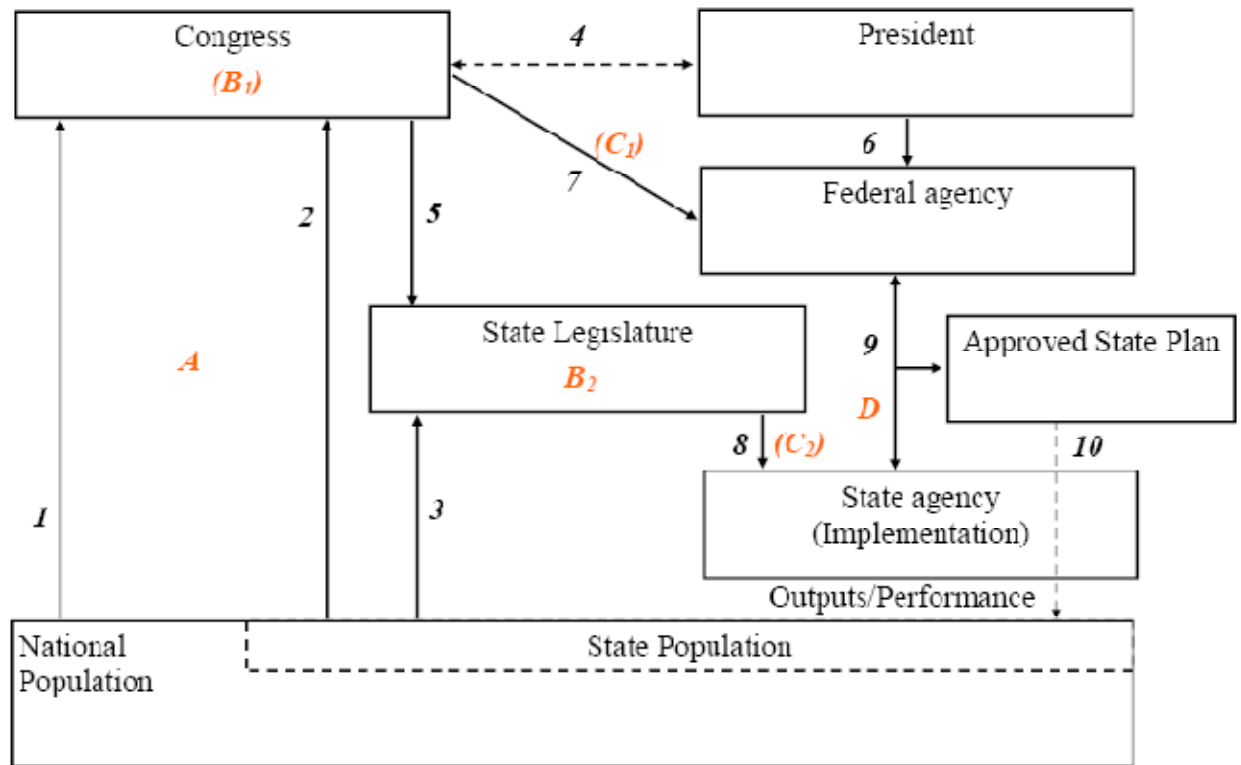 Congress
(B1)
4
President
6
(C1)
7
Federal agency
2
5
State Legislature
B2
9
Approved State Plan
A
D
8
(C2)
10
1
3
State agency
(Implementation)
Outputs/Performance
National
Population
State Population